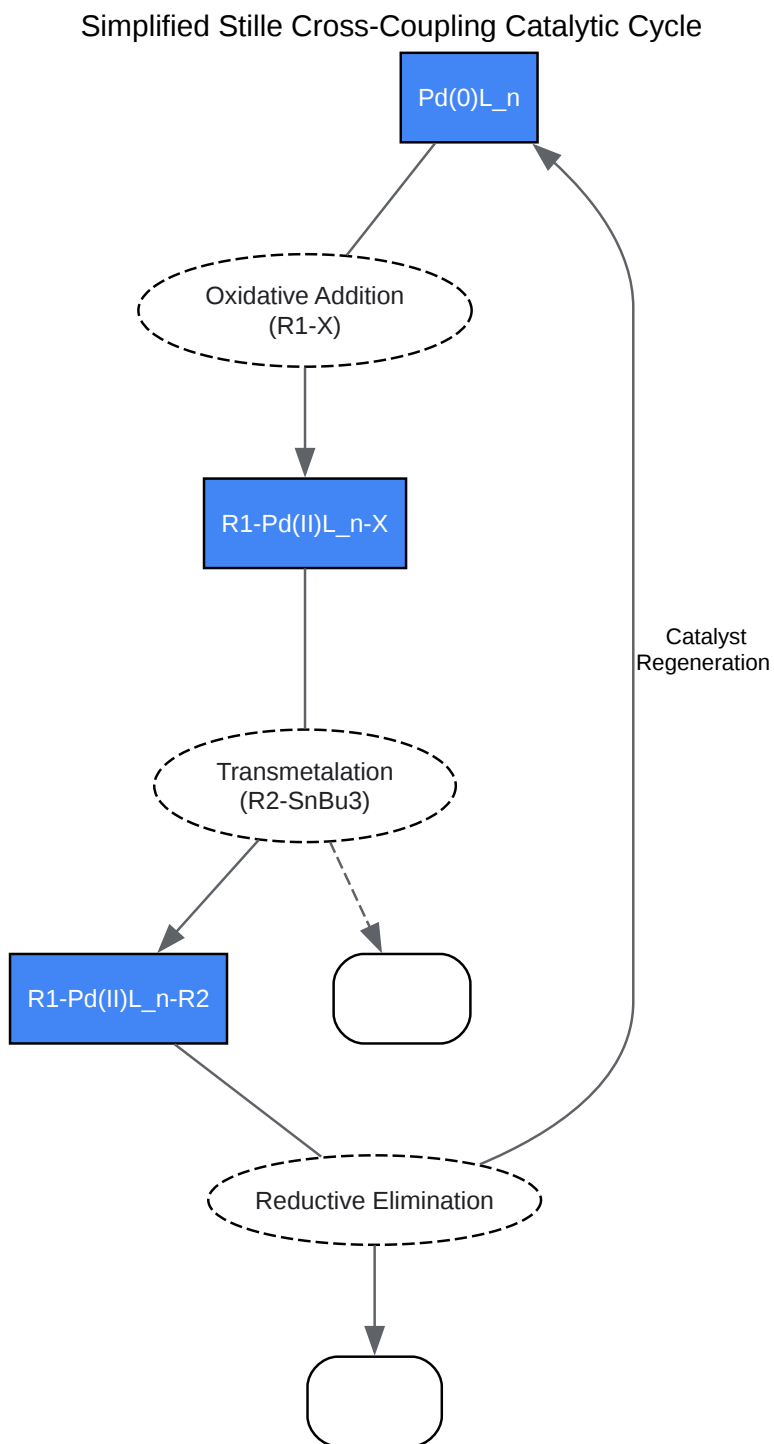 Simplified Stille Cross-Coupling Catalytic Cycle
Pd(0)L_n
Oxidative Addition
(R1-X)
R1-Pd(II)L_n-X
Catalyst
Regeneration
Transmetalation
(R2-SnBu3)
R1-Pd(II)L_n-R2
Reductive Elimination